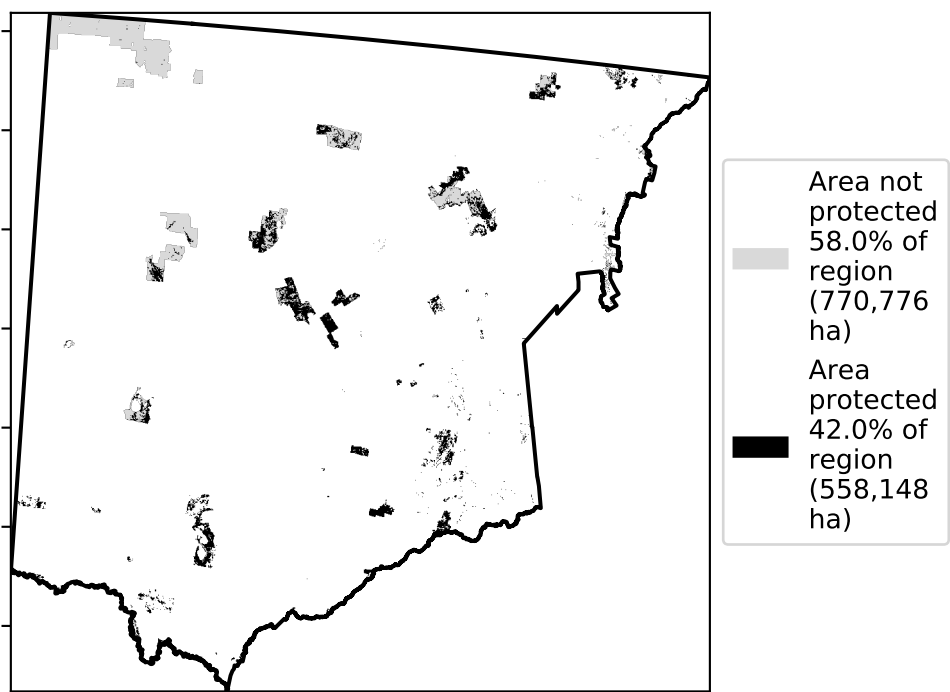 Area not
protected
58.0% of
region
(770,776
ha)
Area
protected
42.0% of
region
(558,148
ha)